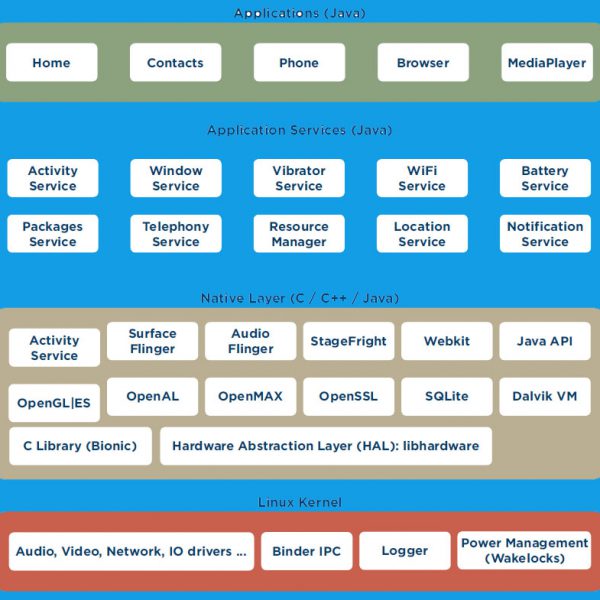 Applications (Java)
Home
Contacts
Phone
Browser
MediaPlayer
Application Services (Java)
Activity
Service
Window
Service
Vibrator
Service
WiFi
Service
Battery
Service
Packages
Service
Telephony
Service
Resource
Manager
Location
Service
Notification
Service
Native Layer (C / C++ / Java)
Activity
Service
Surface
Flinger
Audio
Flinger
StageFright
Webkit
Java API
OpenGL|ES
OpenAL
OpenMAX
OpenSSL
SQLite
Dalvik VM
C Library (Bionic)
Hardware Abstraction Layer (HAL): libhardware
Linux Kernel
Audio, Video, Network, IO drivers ...
Binder IPC
Logger
Power Management
(Wakelocks)